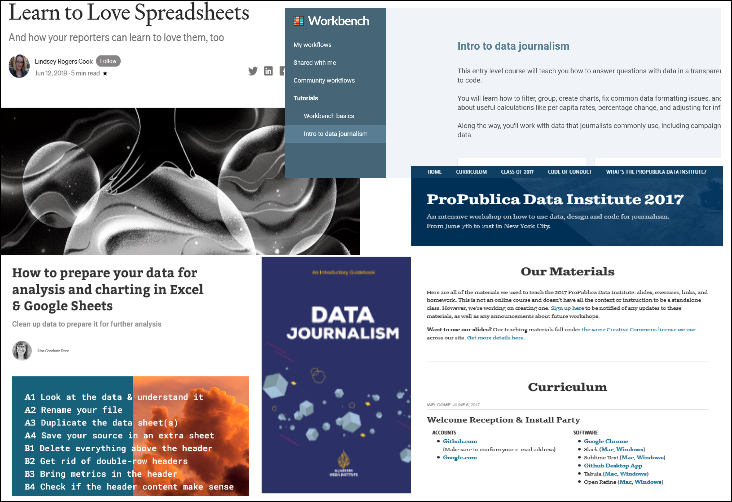 Learn to Love Spreadsheets
And how your reporters can learn to love them, too
Lindsey Rogers Cook Follow
Jun 12, 2019 · 5 min read ★
Workbench
My workflows
Shared with me
Community workflows
Tutorials
Workbench basics
Intro to data journalism
Intro to data journalism
This entry level course will teach you how to answer questions with data in a transparen
to code.
You will learn how to filter, group, create charts, fix common data formatting issues, and
about useful calculations like per capita rates, percentage change, and adjusting for inf
Along the way, you'll work with data that journalists commonly use, including campaign
data.
HOME CURRICULUM CLASS OF 2017 CODE OF CONDUCT WHAT'S THE PROPUBLICA DATA INSTITUTE?
ProPublica Data Institute 2017
An intensive workshop on how to use data, design and code for journalism.
From June 7th to 21st in New York City.
How to prepare your data for
analysis and charting in Excel
& Google Sheets
Clean up data to prepare it for further analysis
A1 Look at the data & understand it
A2 Rename your file
A3 Duplicate the data sheet(s)
A4 Save your source in an extra sheet
B1 Delete everything above the header
B2 Get rid of double-row headers
B3 Bring metrics in the header
B4 Check if the header content make sense
An Introductory Guidebook
DATA
JOURNALISM
Our Materials
Here are all of the materials we used to teach the 2017 ProPublica Data Institute: slides, exercises, links, and
homework. This is not an online course and doesn't have all the content or instruction to be a standalone
class. However, we're working on creating one. Sign up here to be notified of any updates to these
materials, as well as any announcements about future workshops.
Want to use our slides? Our teaching materials fall under the same Creative Commons license we use
across our site. Get more details here.
Curriculum
WELCOME: JUNE 6, 2017
Welcome Reception & Install Party
ACCOUNTS
Github.com
(Make sure to confirm your e-mail address)
Google.com
SOFTWARE
Google Chrome
Slack (Mac, Windows)
Sublime Text (Mac, Windows)
Github Desktop App
Tabula (Mac, Windows)
Open Refine (Mac, Windows)